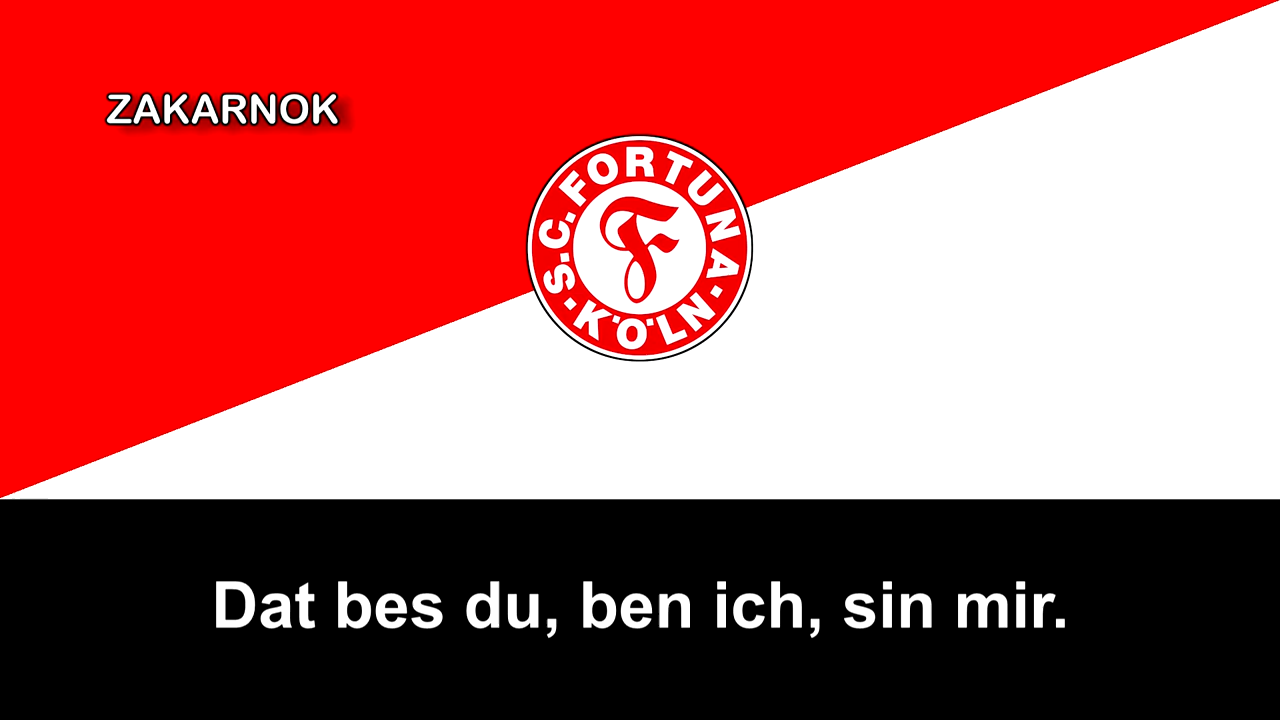 ZAKARNOK
S.C. FORTUNA · KÖLN ·
F
Dat bes du, ben ich, sin mir.